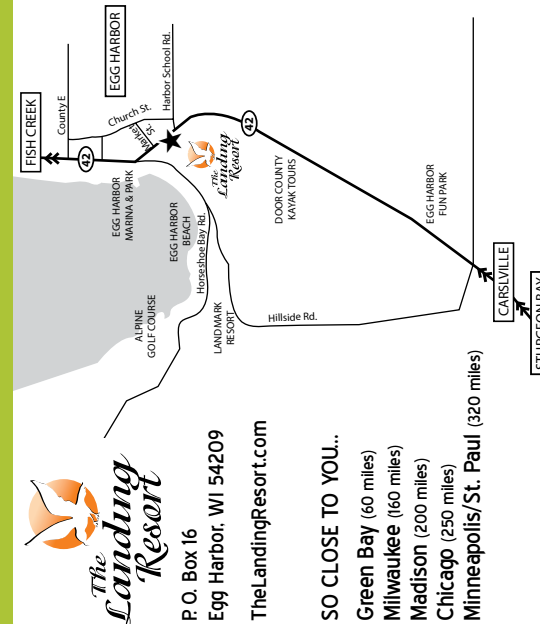 The
Landing
Resort
P. O. Box 16
Egg Harbor, WI 54209
TheLandingResort.com
SO CLOSE TO YOU...
Green Bay (60 miles)
Milwaukee (160 miles)
Madison (200 miles)
Chicago (250 miles)
Minneapolis/St. Paul (320 miles)
FISH CREEK
County E
EGG HARBOR
42
Church St.
Market
St.
Harbor School Rd.
EGG HARBOR
MARINA & PARK
The
Landing
Resort
42
EGG HARBOR
BEACH
Horseshoe Bay Rd.
ALPINE
GOLF COURSE
DOOR COUNTY
KAYAK TOURS
LANDMARK
RESORT
EGG HARBOR
FUN PARK
Hillside Rd.
CARSLVILLE
STURGEON BAY